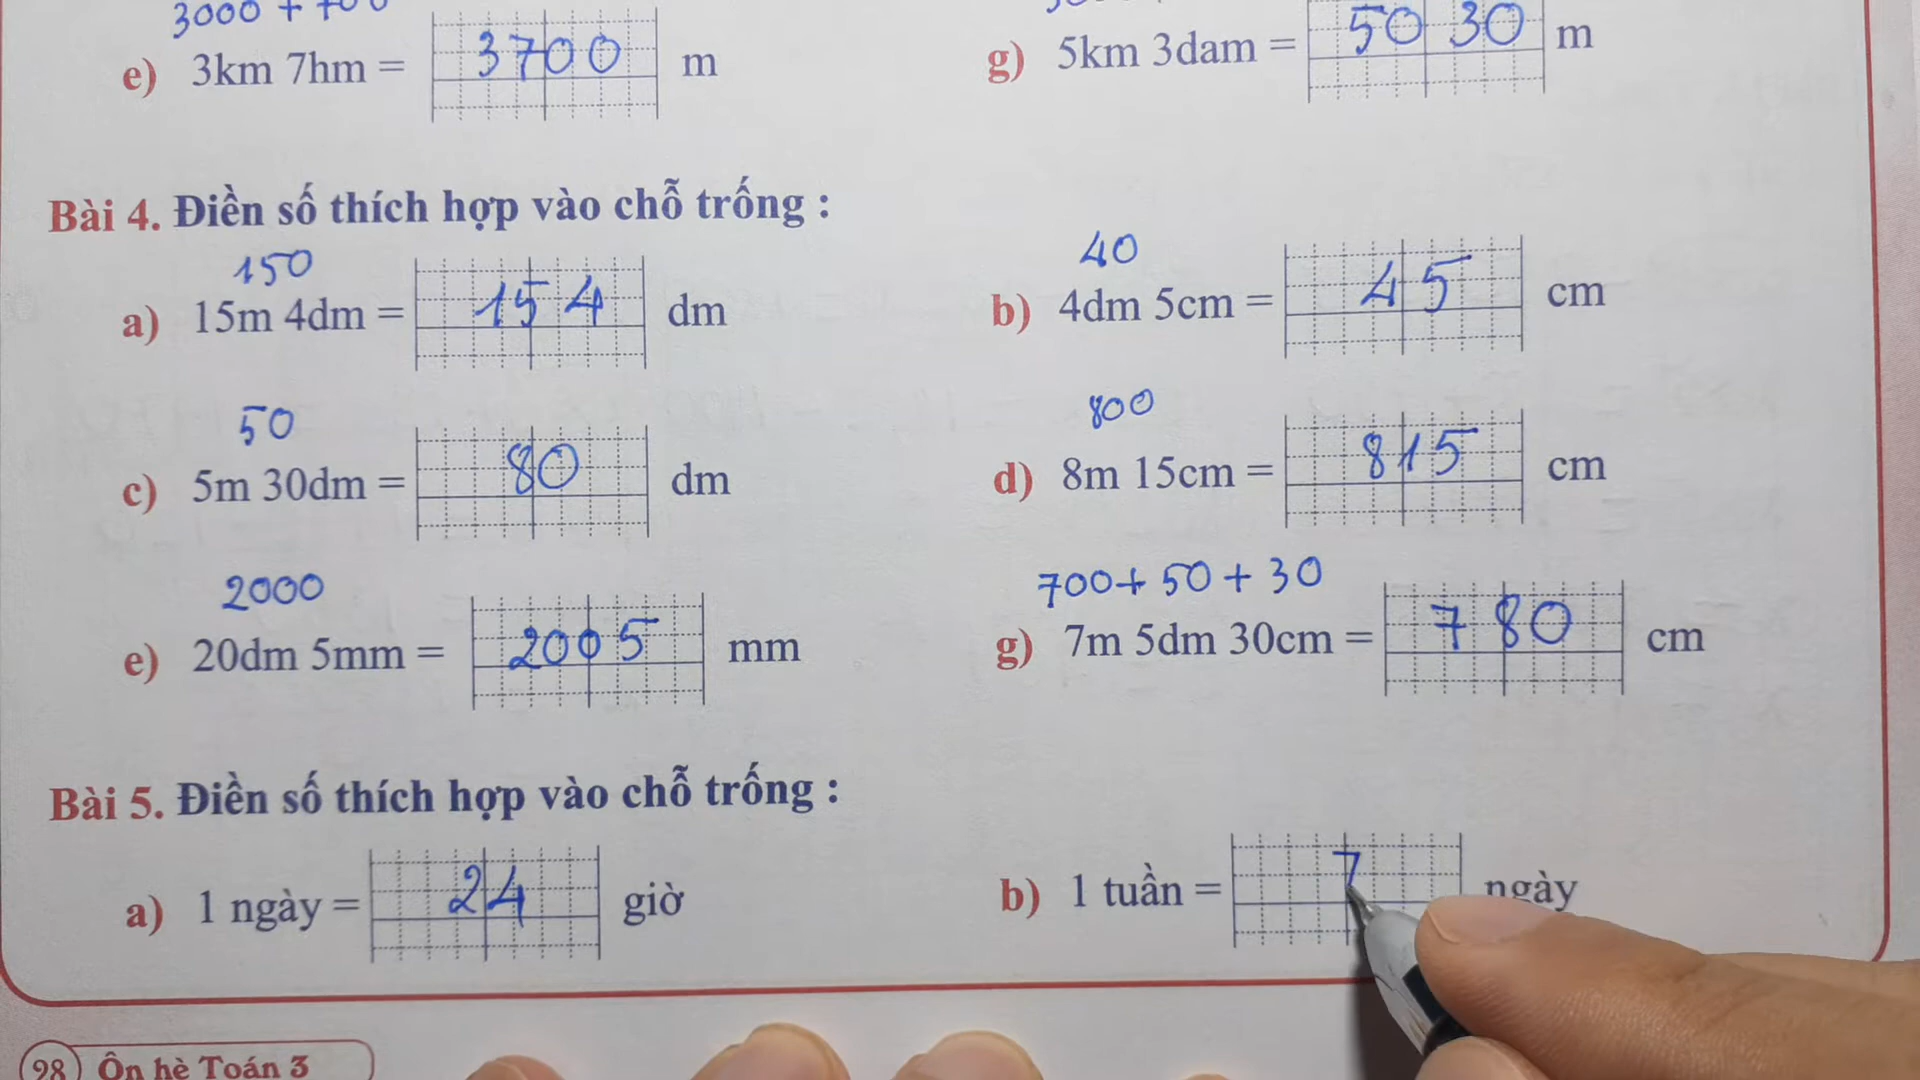 3000 + 700
e) 3km 7hm = 3700 m
g) 5km 3dam = 5030 m
Bài 4. Điền số thích hợp vào chỗ trống :
150
a) 15m 4dm = 154 dm
40
b) 4dm 5cm = 45 cm
50
c) 5m 30dm = 80 dm
800
d) 8m 15cm = 815 cm
2000
e) 20dm 5mm = 2005 mm
700 + 50 + 30
g) 7m 5dm 30cm = 780 cm
Bài 5. Điền số thích hợp vào chỗ trống :
a) 1 ngày = 24 giờ
b) 1 tuần = 7 ngày
98 Ôn hè Toán 3